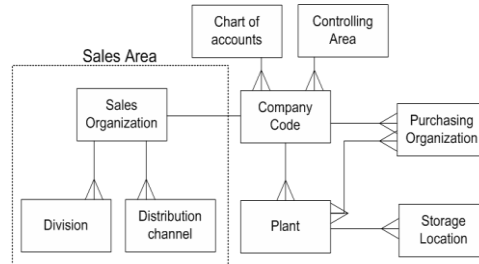 Chart of
accounts
Controlling
Area
Sales Area
Sales
Organization
Company
Code
Purchasing
Organization
Division
Distribution
channel
Plant
Storage
Location